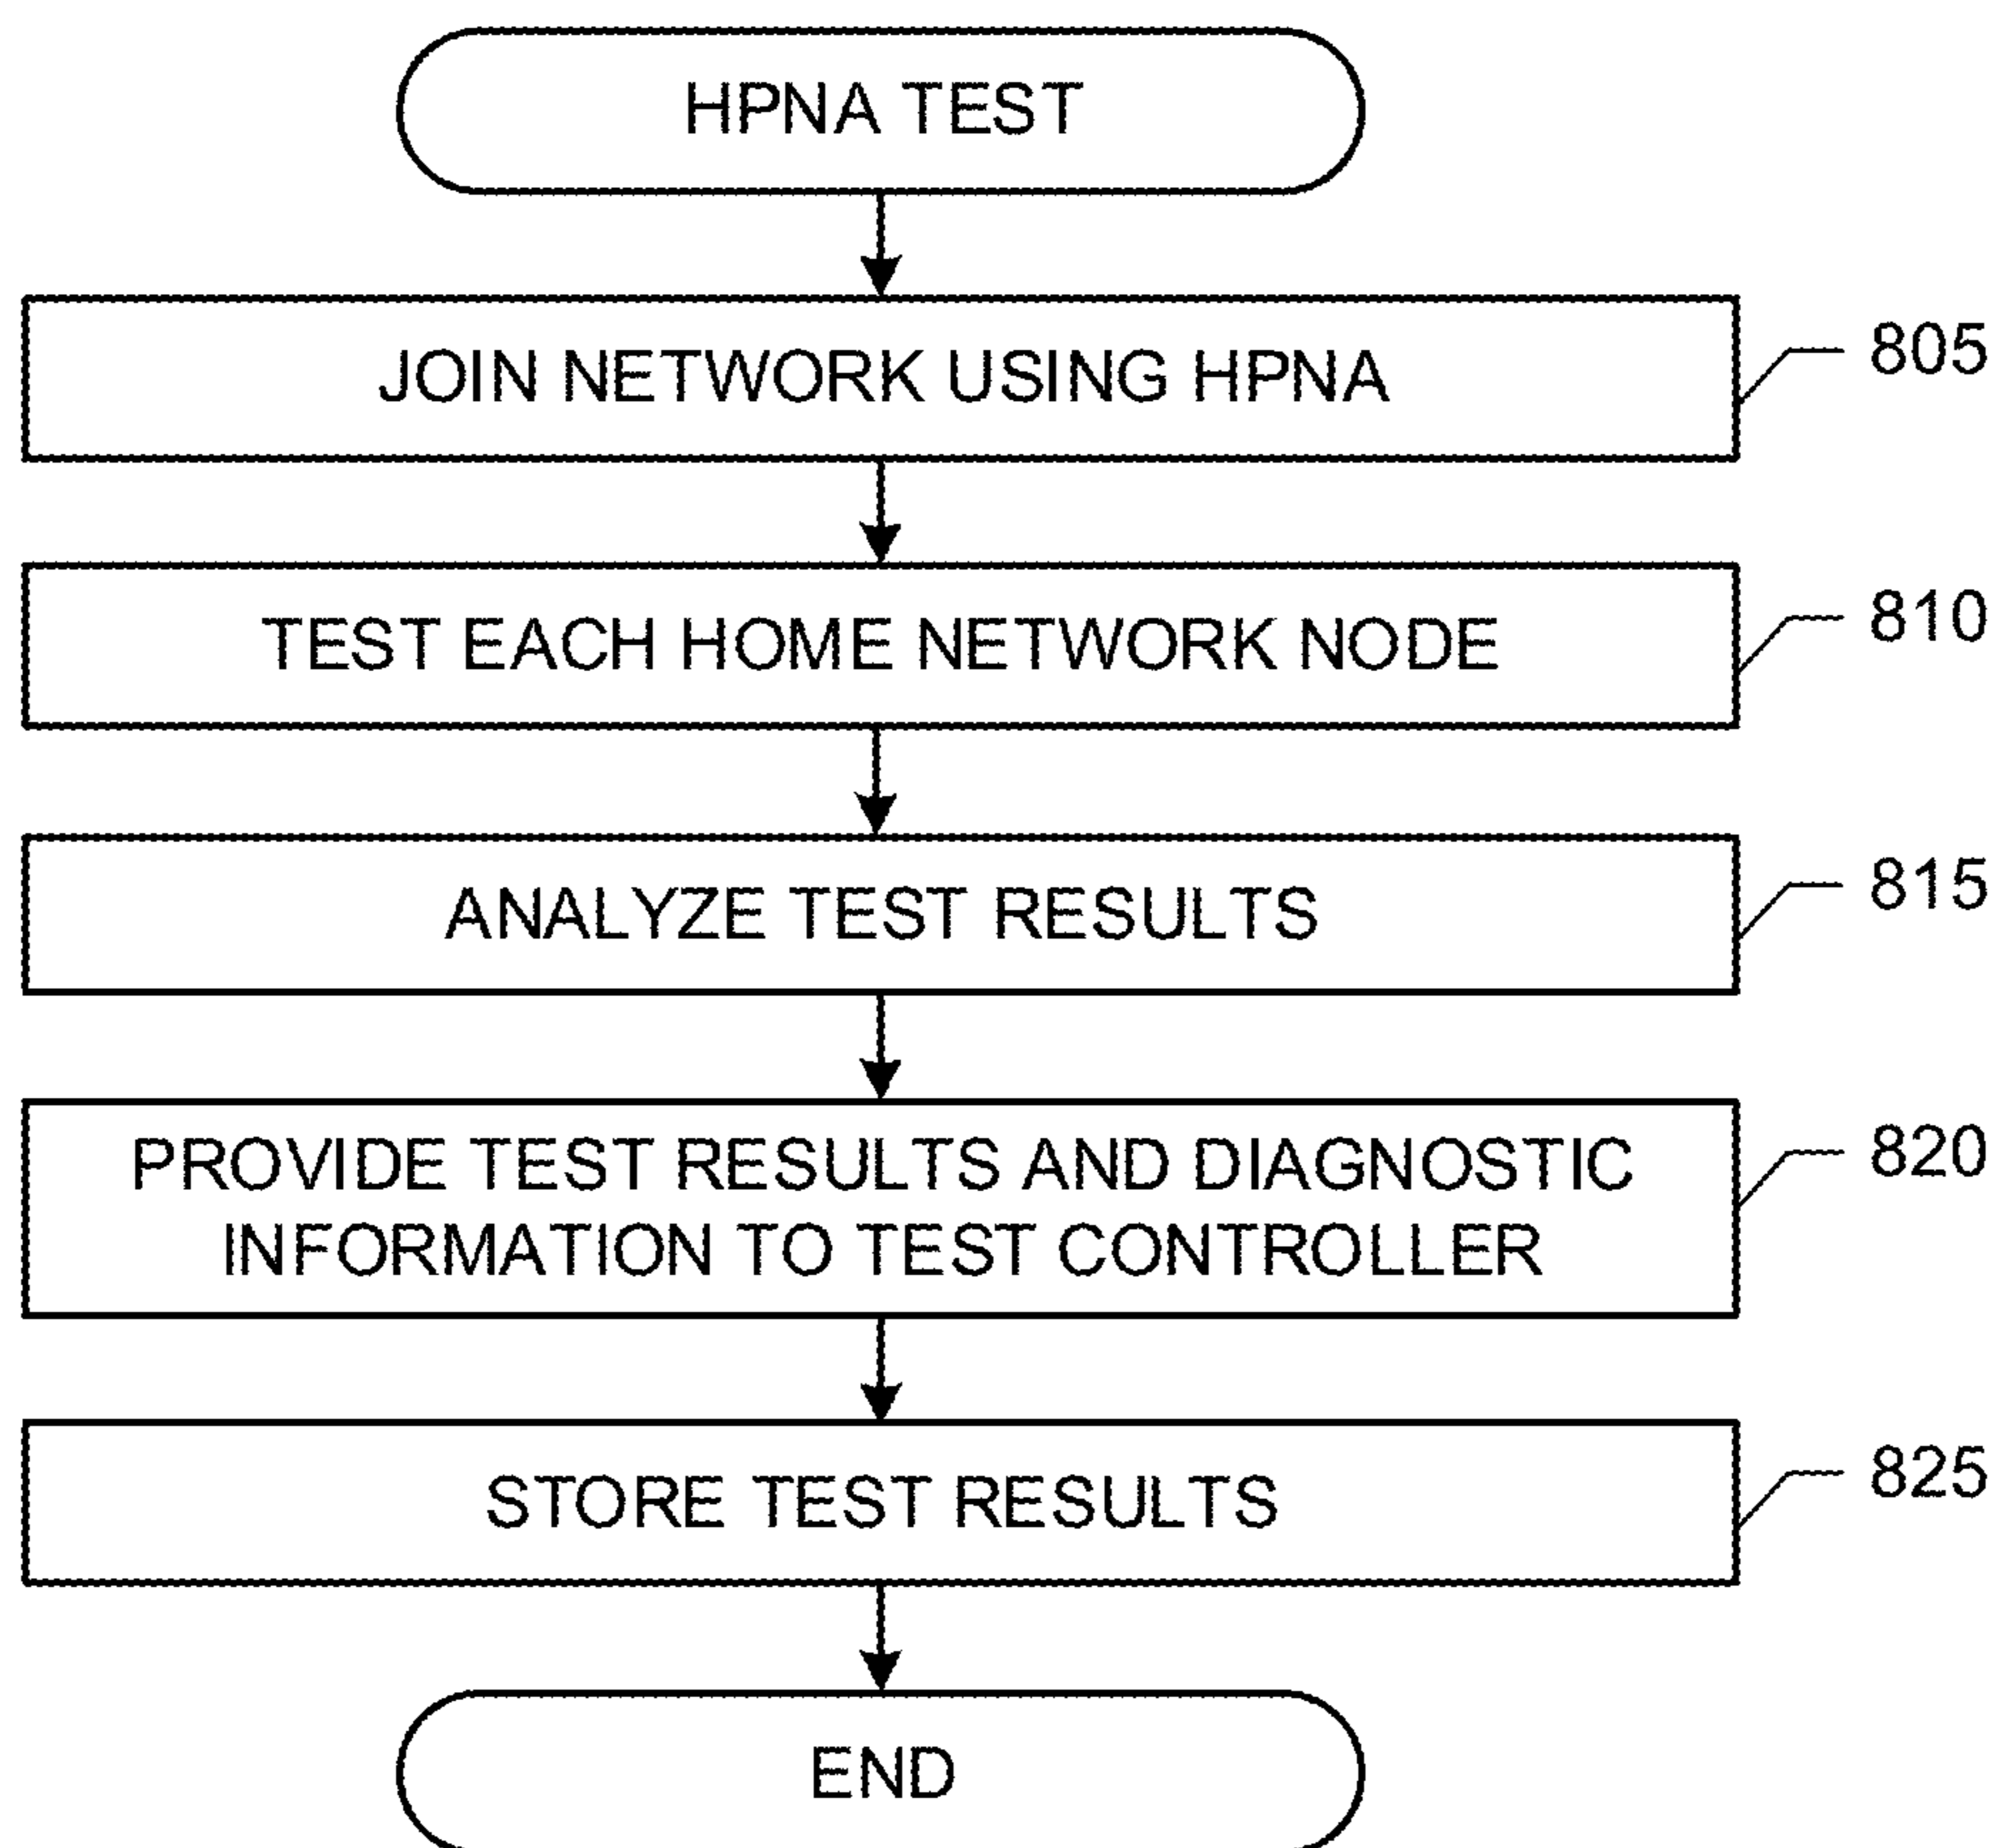 HPNA TEST
JOIN NETWORK USING HPNA
805
TEST EACH HOME NETWORK NODE
810
ANALYZE TEST RESULTS
815
PROVIDE TEST RESULTS AND DIAGNOSTIC
INFORMATION TO TEST CONTROLLER
820
STORE TEST RESULTS
825
END